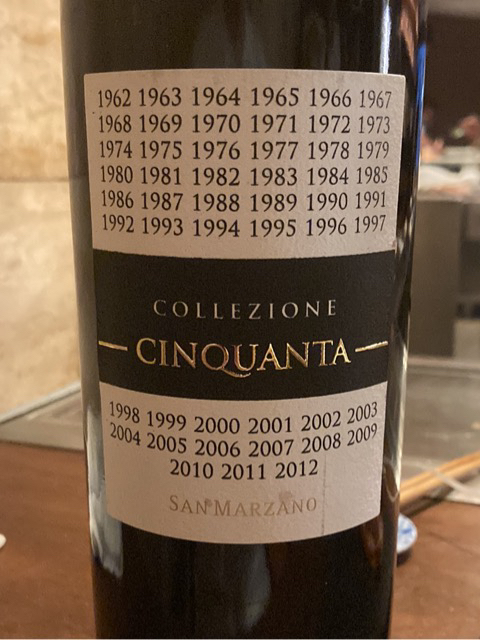 1962 1963 1964 1965 1966 1967
1968 1969 1970 1971 1972 1973
1974 1975 1976 1977 1978 1979
1980 1981 1982 1983 1984 1985
1986 1987 1988 1989 1990 1991
1992 1993 1994 1995 1996 1997
COLLEZIONE
CINQUANTA
1998 1999 2000 2001 2002 2003
2004 2005 2006 2007 2008 2009
2010 2011 2012
SAN MARZANO